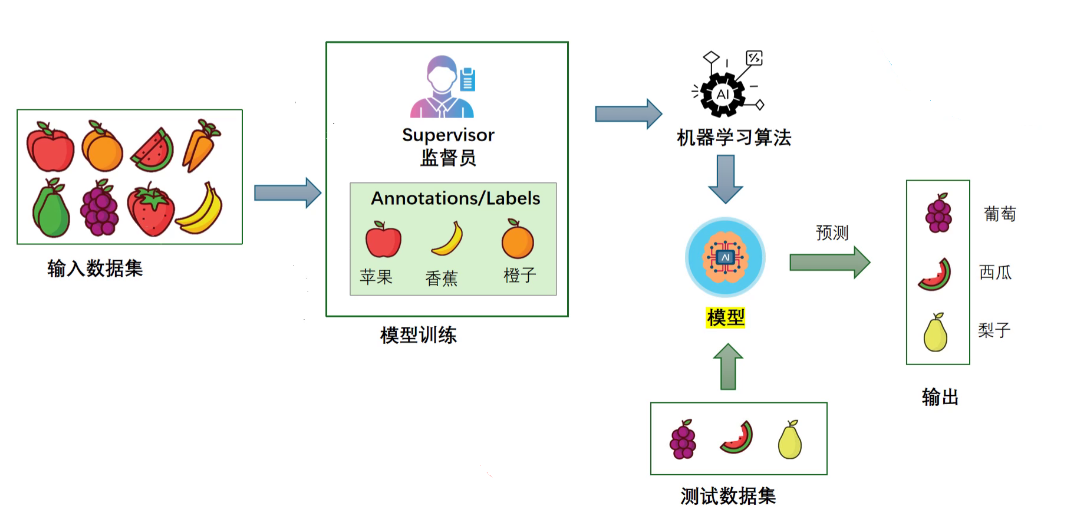 输入数据集
Supervisor
监督员
Annotations/Labels
苹果
香蕉
橙子
模型训练
AI
机器学习算法
AI
模型
预测
测试数据集
葡萄
西瓜
梨子
输出